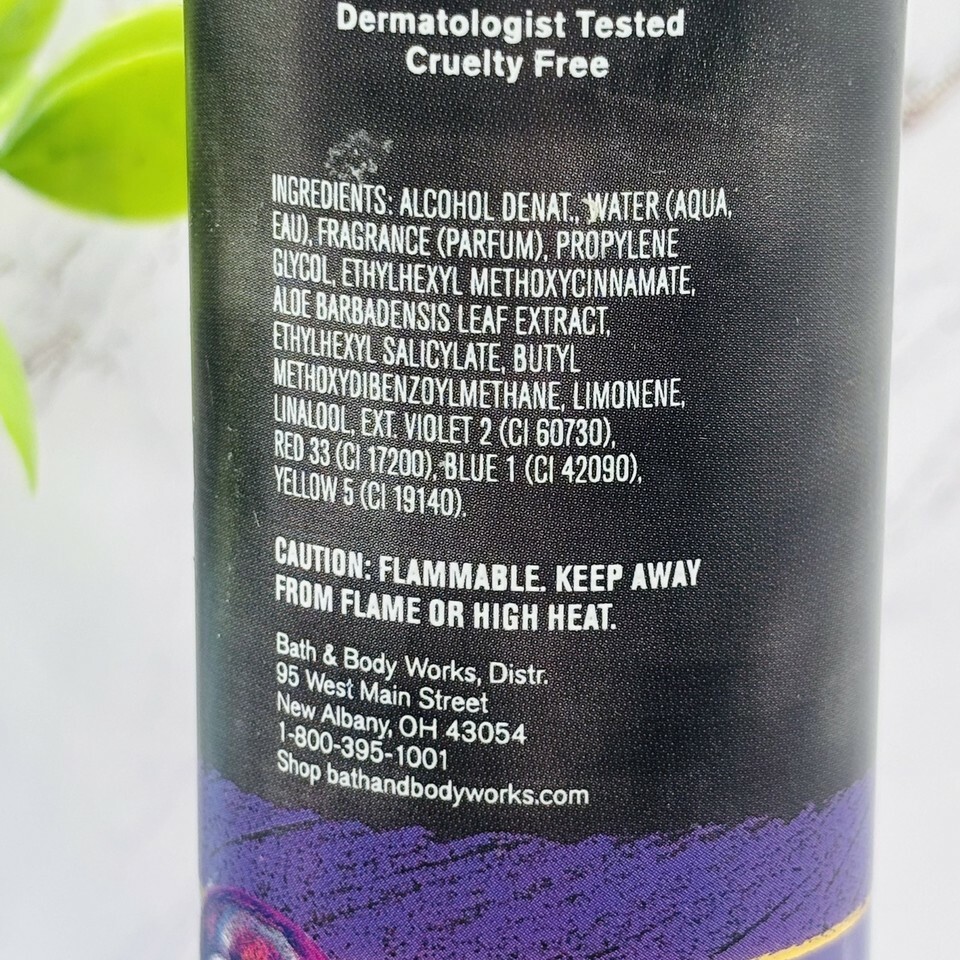 Dermatologist Tested
Cruelty Free
INGREDIENTS: ALCOHOL DENAT., WATER (AQUA,
EAU), FRAGRANCE (PARFUM), PROPYLENE
GLYCOL, ETHYLHEXYL METHOXYCINNAMATE,
ALOE BARBADENSIS LEAF EXTRACT,
ETHYLHEXYL SALICYLATE, BUTYL
METHOXYDIBENZOYLMETHANE, LIMONENE,
LINALOOL, EXT. VIOLET 2 (CI 60730),
RED 33 (CI 17200), BLUE 1 (CI 42090),
YELLOW 5 (CI 19140).
CAUTION: FLAMMABLE. KEEP AWAY
FROM FLAME OR HIGH HEAT.
Bath & Body Works, Distr.
95 West Main Street
New Albany, OH 43054
1-800-395-1001
Shop bathandbodyworks.com